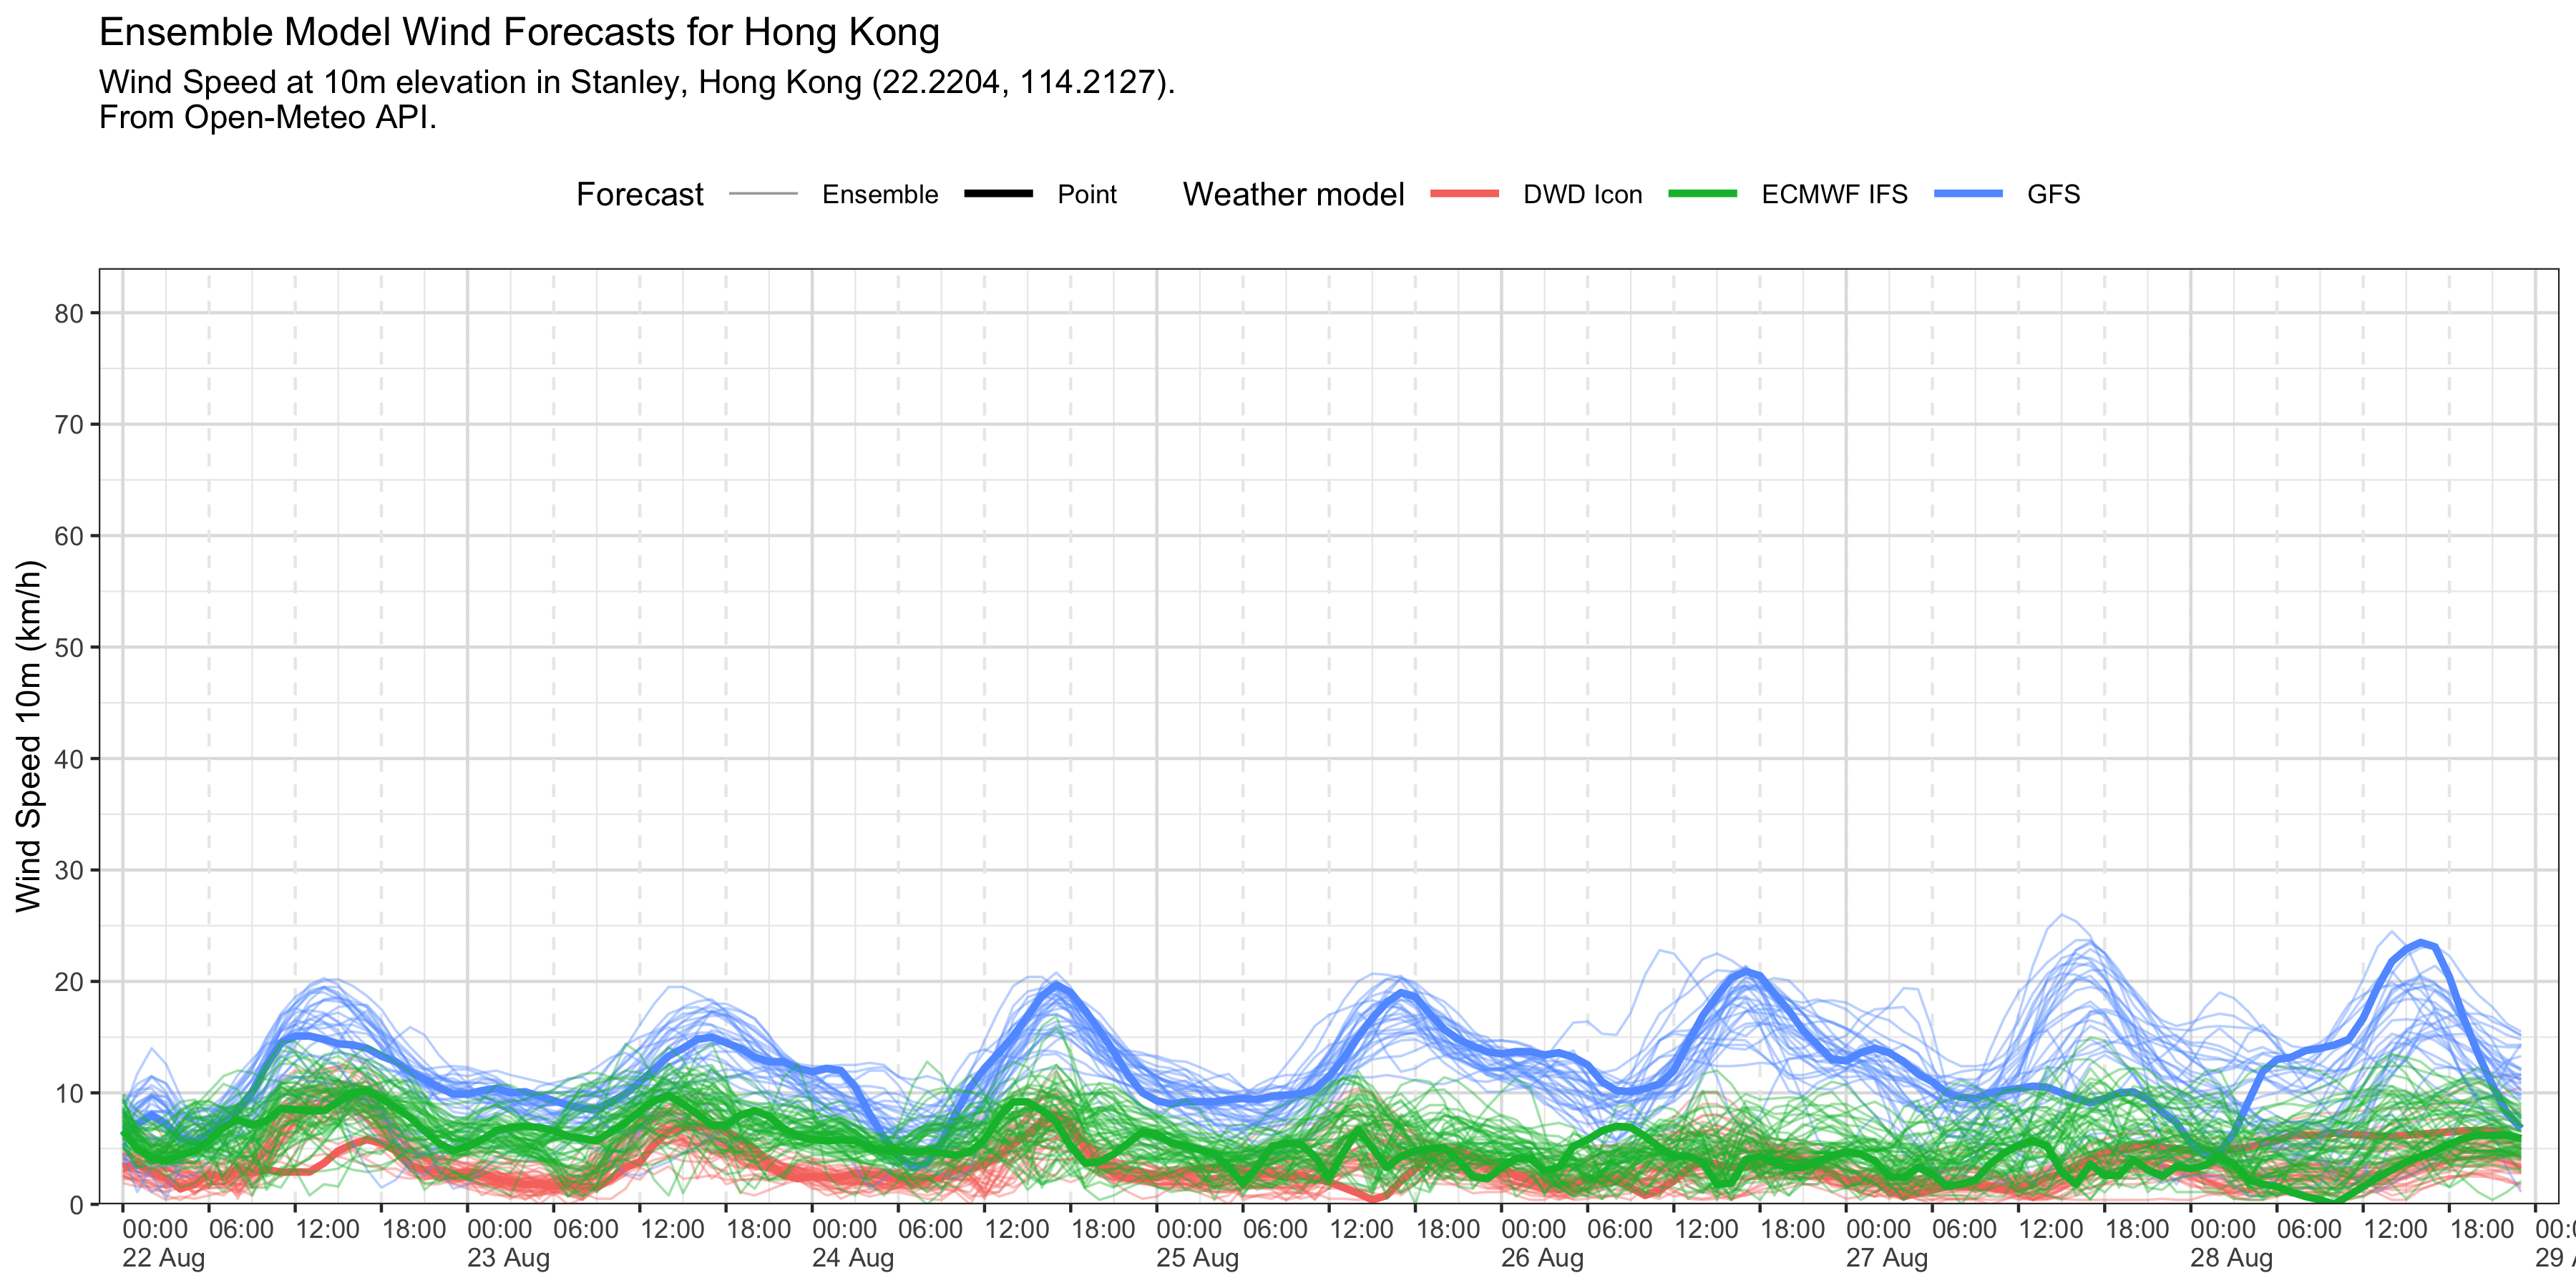 Ensemble Model Wind Forecasts for Hong Kong
Wind Speed at 10m elevation in Stanley, Hong Kong (22.2204, 114.2127).
From Open-Meteo API.
Forecast Ensemble Point Weather model DWD Icon ECMWF IFS GFS
Wind Speed 10m (km/h)
80
70
60
50
40
30
20
10
0
00:00 06:00 12:00 18:00 00:00 06:00 12:00 18:00 00:00 06:00 12:00 18:00 00:00 06:00 12:00 18:00 00:00 06:00 12:00 18:00 00:00 06:00 12:00 18:00 00:00 06:00 12:00 18:00 00:
22 Aug 23 Aug 24 Aug 25 Aug 26 Aug 27 Aug 28 Aug 29